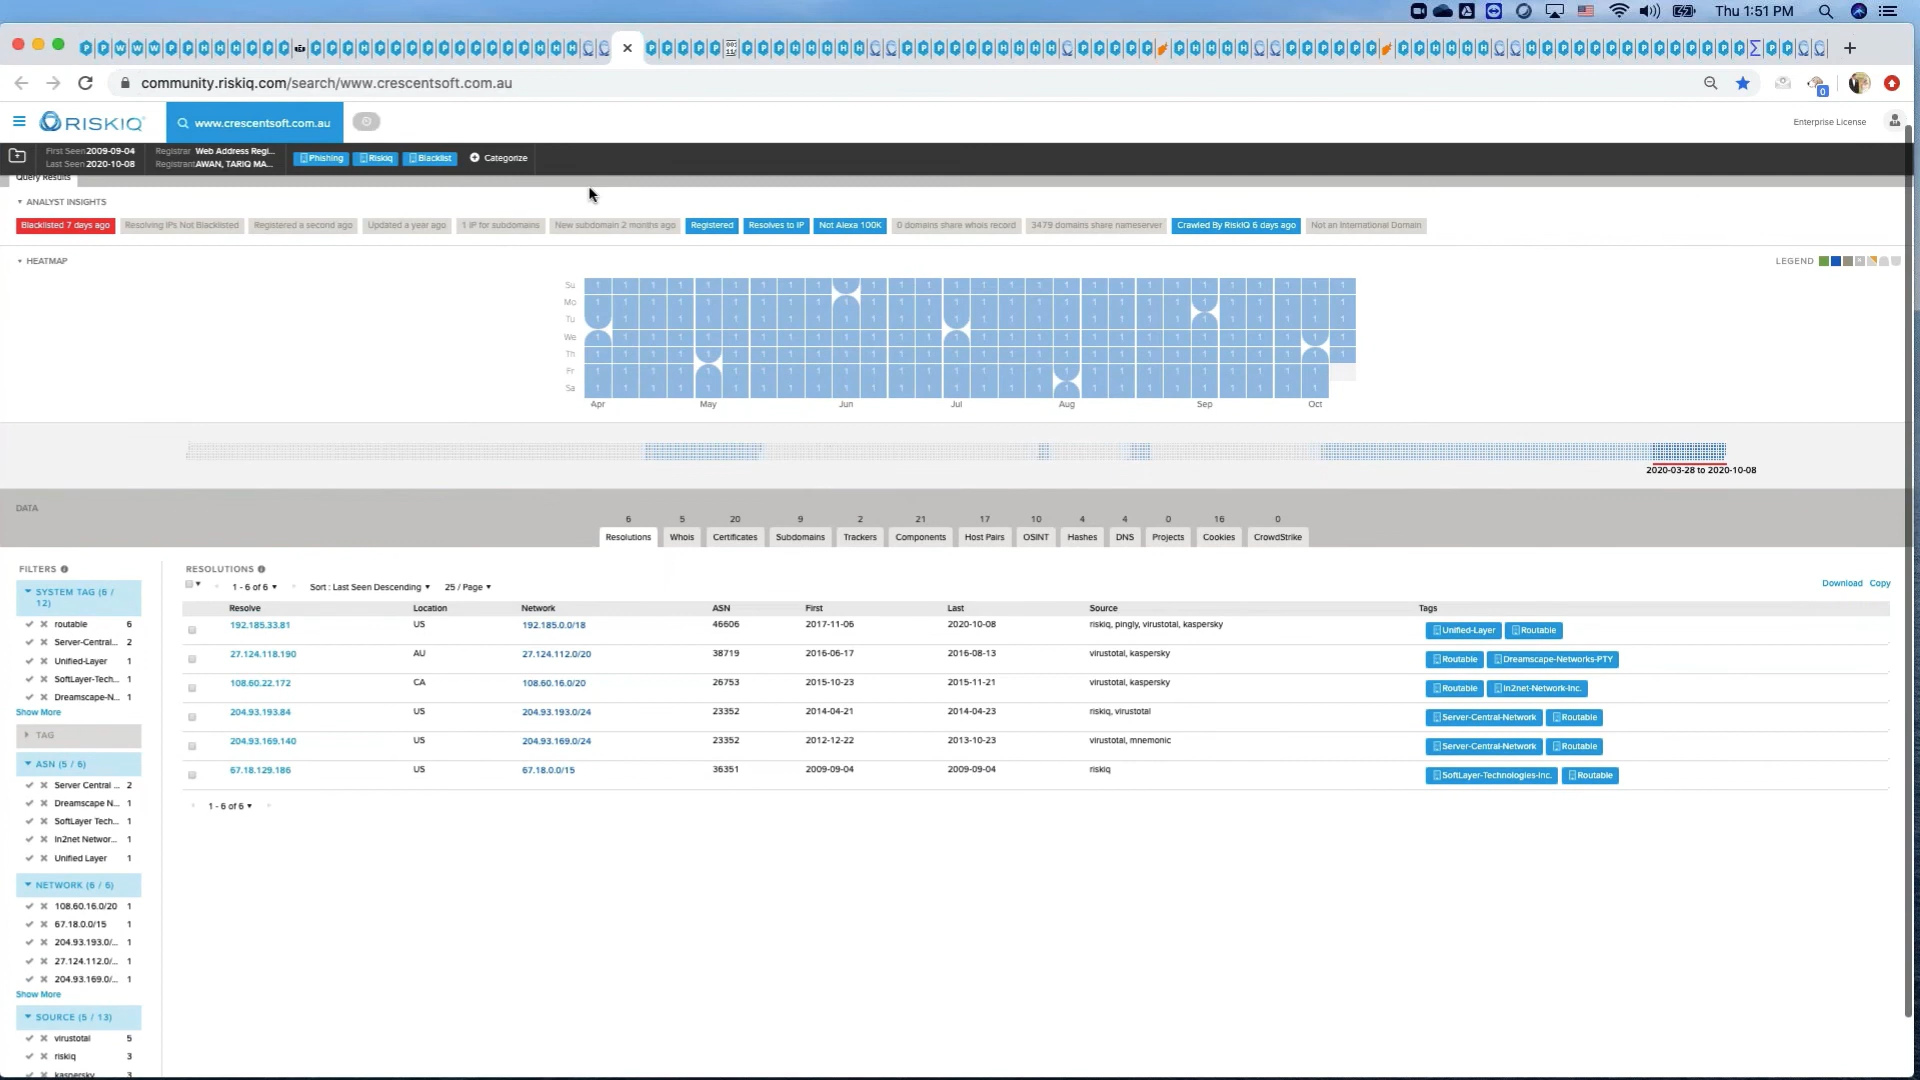 Thu 1:51 PM
community.riskiq.com/search/www.crescentsoft.com.au
0
RISKIQ
www.crescentsoft.com.au
Enterprise License
First Seen 2009-09-04 Registrar Web Address Regi...
Last Seen 2020-10-08 Registrant AWAN, TARIQ MA...
Phishing Riskiq Blacklist Categorize
Query Results
ANALYST INSIGHTS
Blacklisted 7 days ago Resolving IPs Not Blacklisted Registered a second ago Updated a year ago 1 IP for subdomains New subdomain 2 months ago Registered Resolves to IP Not Alexa 100K 0 domains share whois record 3479 domains share nameserver Crawled By RiskIQ 6 days ago Not an International Domain
HEATMAP
LEGEND
Su
Mo
Tu
We
Th
Fr
Sa
Apr May Jun Jul Aug Sep Oct
2020-03-28 to 2020-10-08
DATA
6 5 20 9 2 21 17 10 4 4 0 16 0
Resolutions Whois Certificates Subdomains Trackers Components Host Pairs OSINT Hashes DNS Projects Cookies CrowdStrike
FILTERS
SYSTEM TAG (6 /
12)
routable 6
Server-Central... 2
Unified-Layer 1
SoftLayer-Tech... 1
Dreamscape-N... 1
Show More
TAG
ASN (5 / 6)
Server Central ... 2
Dreamscape N... 1
SoftLayer Tech... 1
In2net Networ... 1
Unified Layer 1
NETWORK (6 / 6)
108.60.16.0/20 1
67.18.0.0/15 1
204.93.193.0/... 1
27.124.112.0/... 1
204.93.169.0/... 1
Show More
SOURCE (5 / 13)
virustotal 5
riskiq 3
kaspersky 3
RESOLUTIONS
1 - 6 of 6 Sort : Last Seen Descending 25 / Page
Download Copy
Resolve Location Network ASN First Last Source Tags
192.185.33.81 US 192.185.0.0/18 46606 2017-11-06 2020-10-08 riskiq, pingly, virustotal, kaspersky Unified-Layer Routable
27.124.118.190 AU 27.124.112.0/20 38719 2016-06-17 2016-08-13 virustotal, kaspersky Routable Dreamscape-Networks-PTY
108.60.22.172 CA 108.60.16.0/20 26753 2015-10-23 2015-11-21 virustotal, kaspersky Routable In2net-Network-Inc.
204.93.193.84 US 204.93.193.0/24 23352 2014-04-21 2014-04-23 riskiq, virustotal Server-Central-Network Routable
204.93.169.140 US 204.93.169.0/24 23352 2012-12-22 2013-10-23 virustotal, mnemonic Server-Central-Network Routable
67.18.129.186 US 67.18.0.0/15 36351 2009-09-04 2009-09-04 riskiq SoftLayer-Technologies-Inc. Routable
1 - 6 of 6